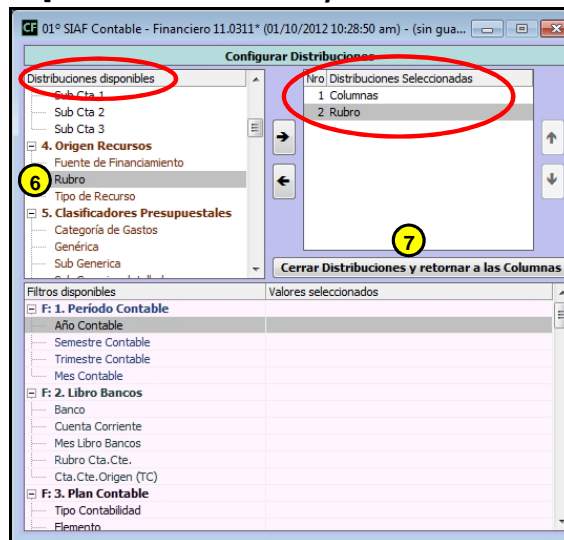 CF 01° SIAF Contable - Financiero 11.0311* (01/10/2012 10:28:50 am) - (sin gua...
Configurar Distribuciones
Distribuciones disponibles
Sub Cta 1
Sub Cta 2
Sub Cta 3
4. Origen Recursos
Fuente de Financiamiento
6
Rubro
Tipo de Recurso
5. Clasificadores Presupuestales
Categoría de Gastos
Genérica
Sub Generica
Nro Distribuciones Seleccionadas
1 Columnas
2 Rubro
7
Cerrar Distribuciones y retornar a las Columnas
Filtros disponibles Valores seleccionados
F: 1. Período Contable
Año Contable
Semestre Contable
Trimestre Contable
Mes Contable
F: 2. Libro Bancos
Banco
Cuenta Corriente
Mes Libro Bancos
Rubro Cta.Cte.
Cta.Cte.Origen (TC)
F: 3. Plan Contable
Tipo Contabilidad
Elemento